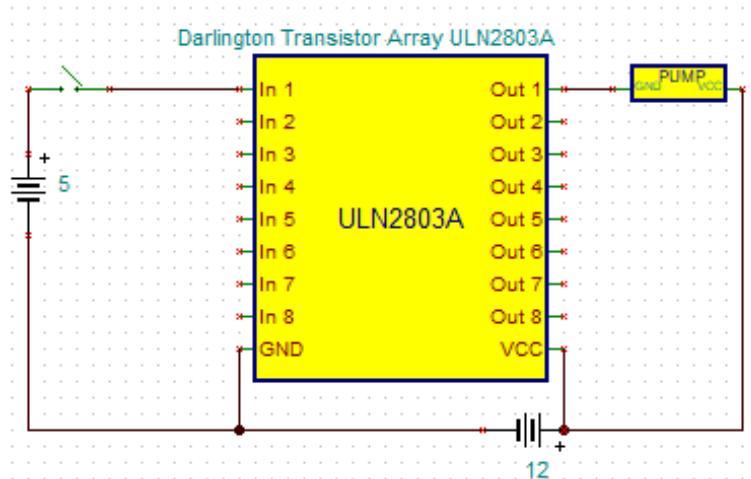 Darlington Transistor Array ULN2803A
In 1 Out 1
GND PUMP VCC
In 2 Out 2
+ In 3 Out 3
5 In 4 Out 4
In 5 ULN2803A Out 5
In 6 Out 6
In 7 Out 7
In 8 Out 8
GND VCC
+
12